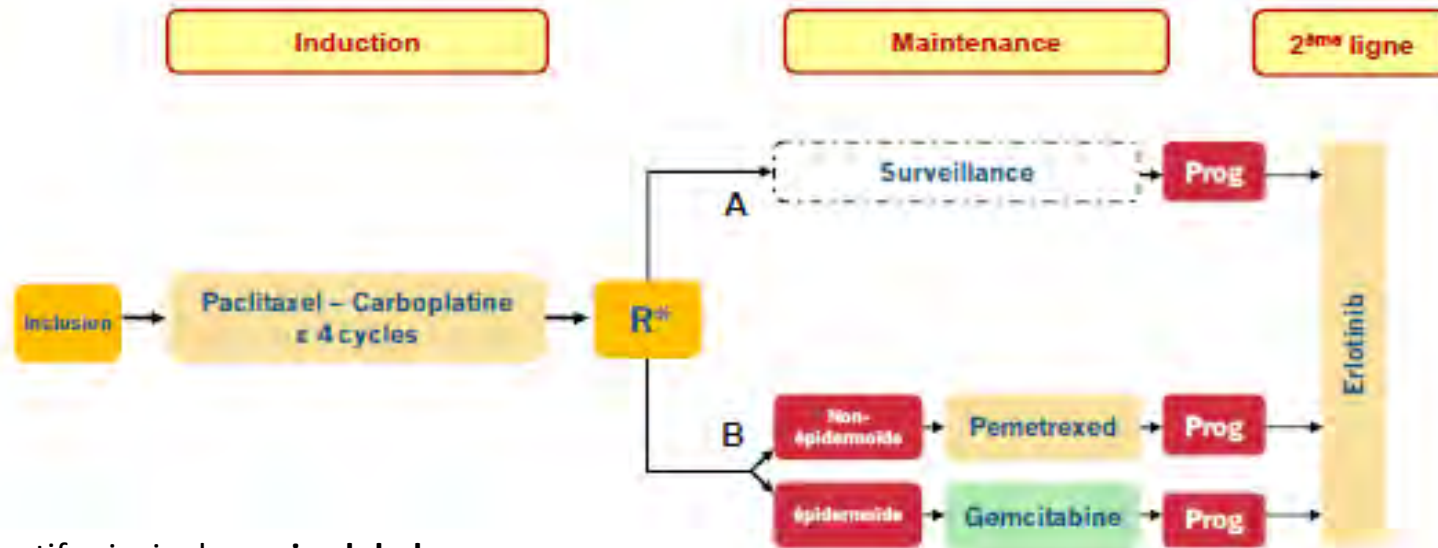 Induction
Maintenance
2ème ligne
Surveillance
Prog
A
Inclusion
Paclitaxel – Carboplatine
≤ 4 cycles
R*
Erlotinib
B
Non-
épidermoïde
Pemetrexed
Prog
épidermoïde
Gemcitabine
Prog